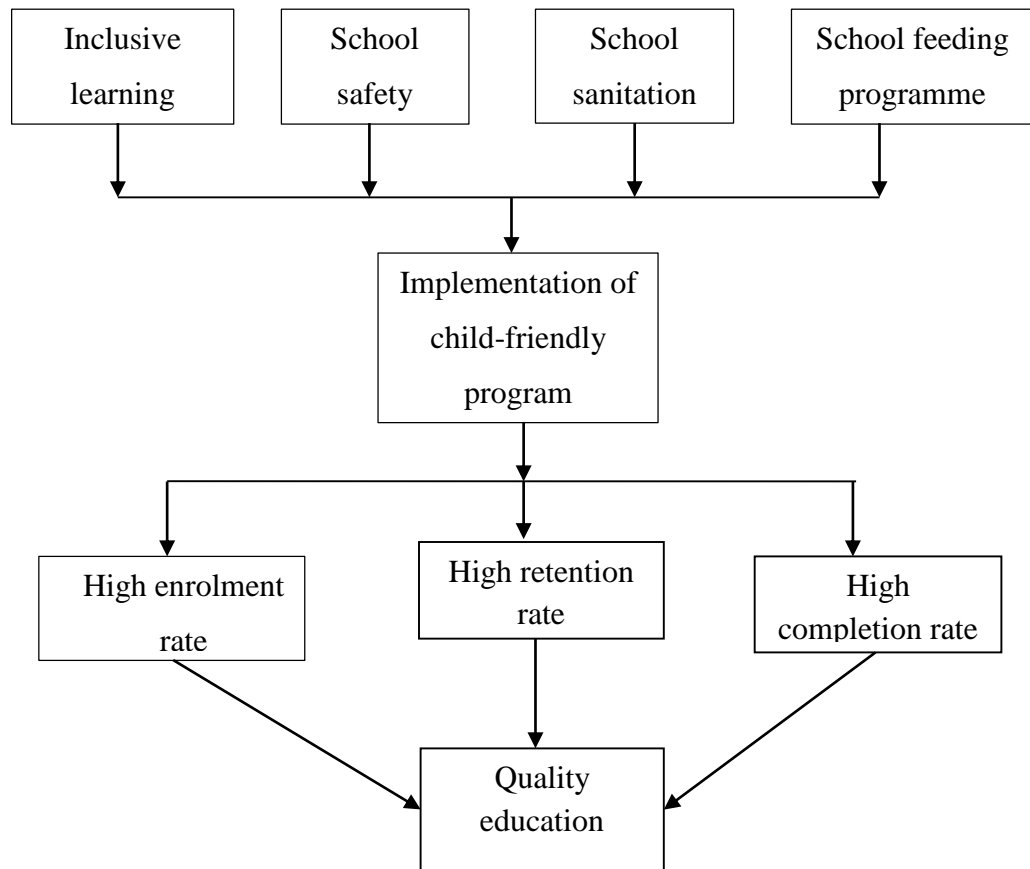 Inclusive
learning
School
safety
School
sanitation
School feeding
programme
Implementation of
child-friendly
program
High enrolment
rate
High retention
rate
High
completion rate
Quality
education